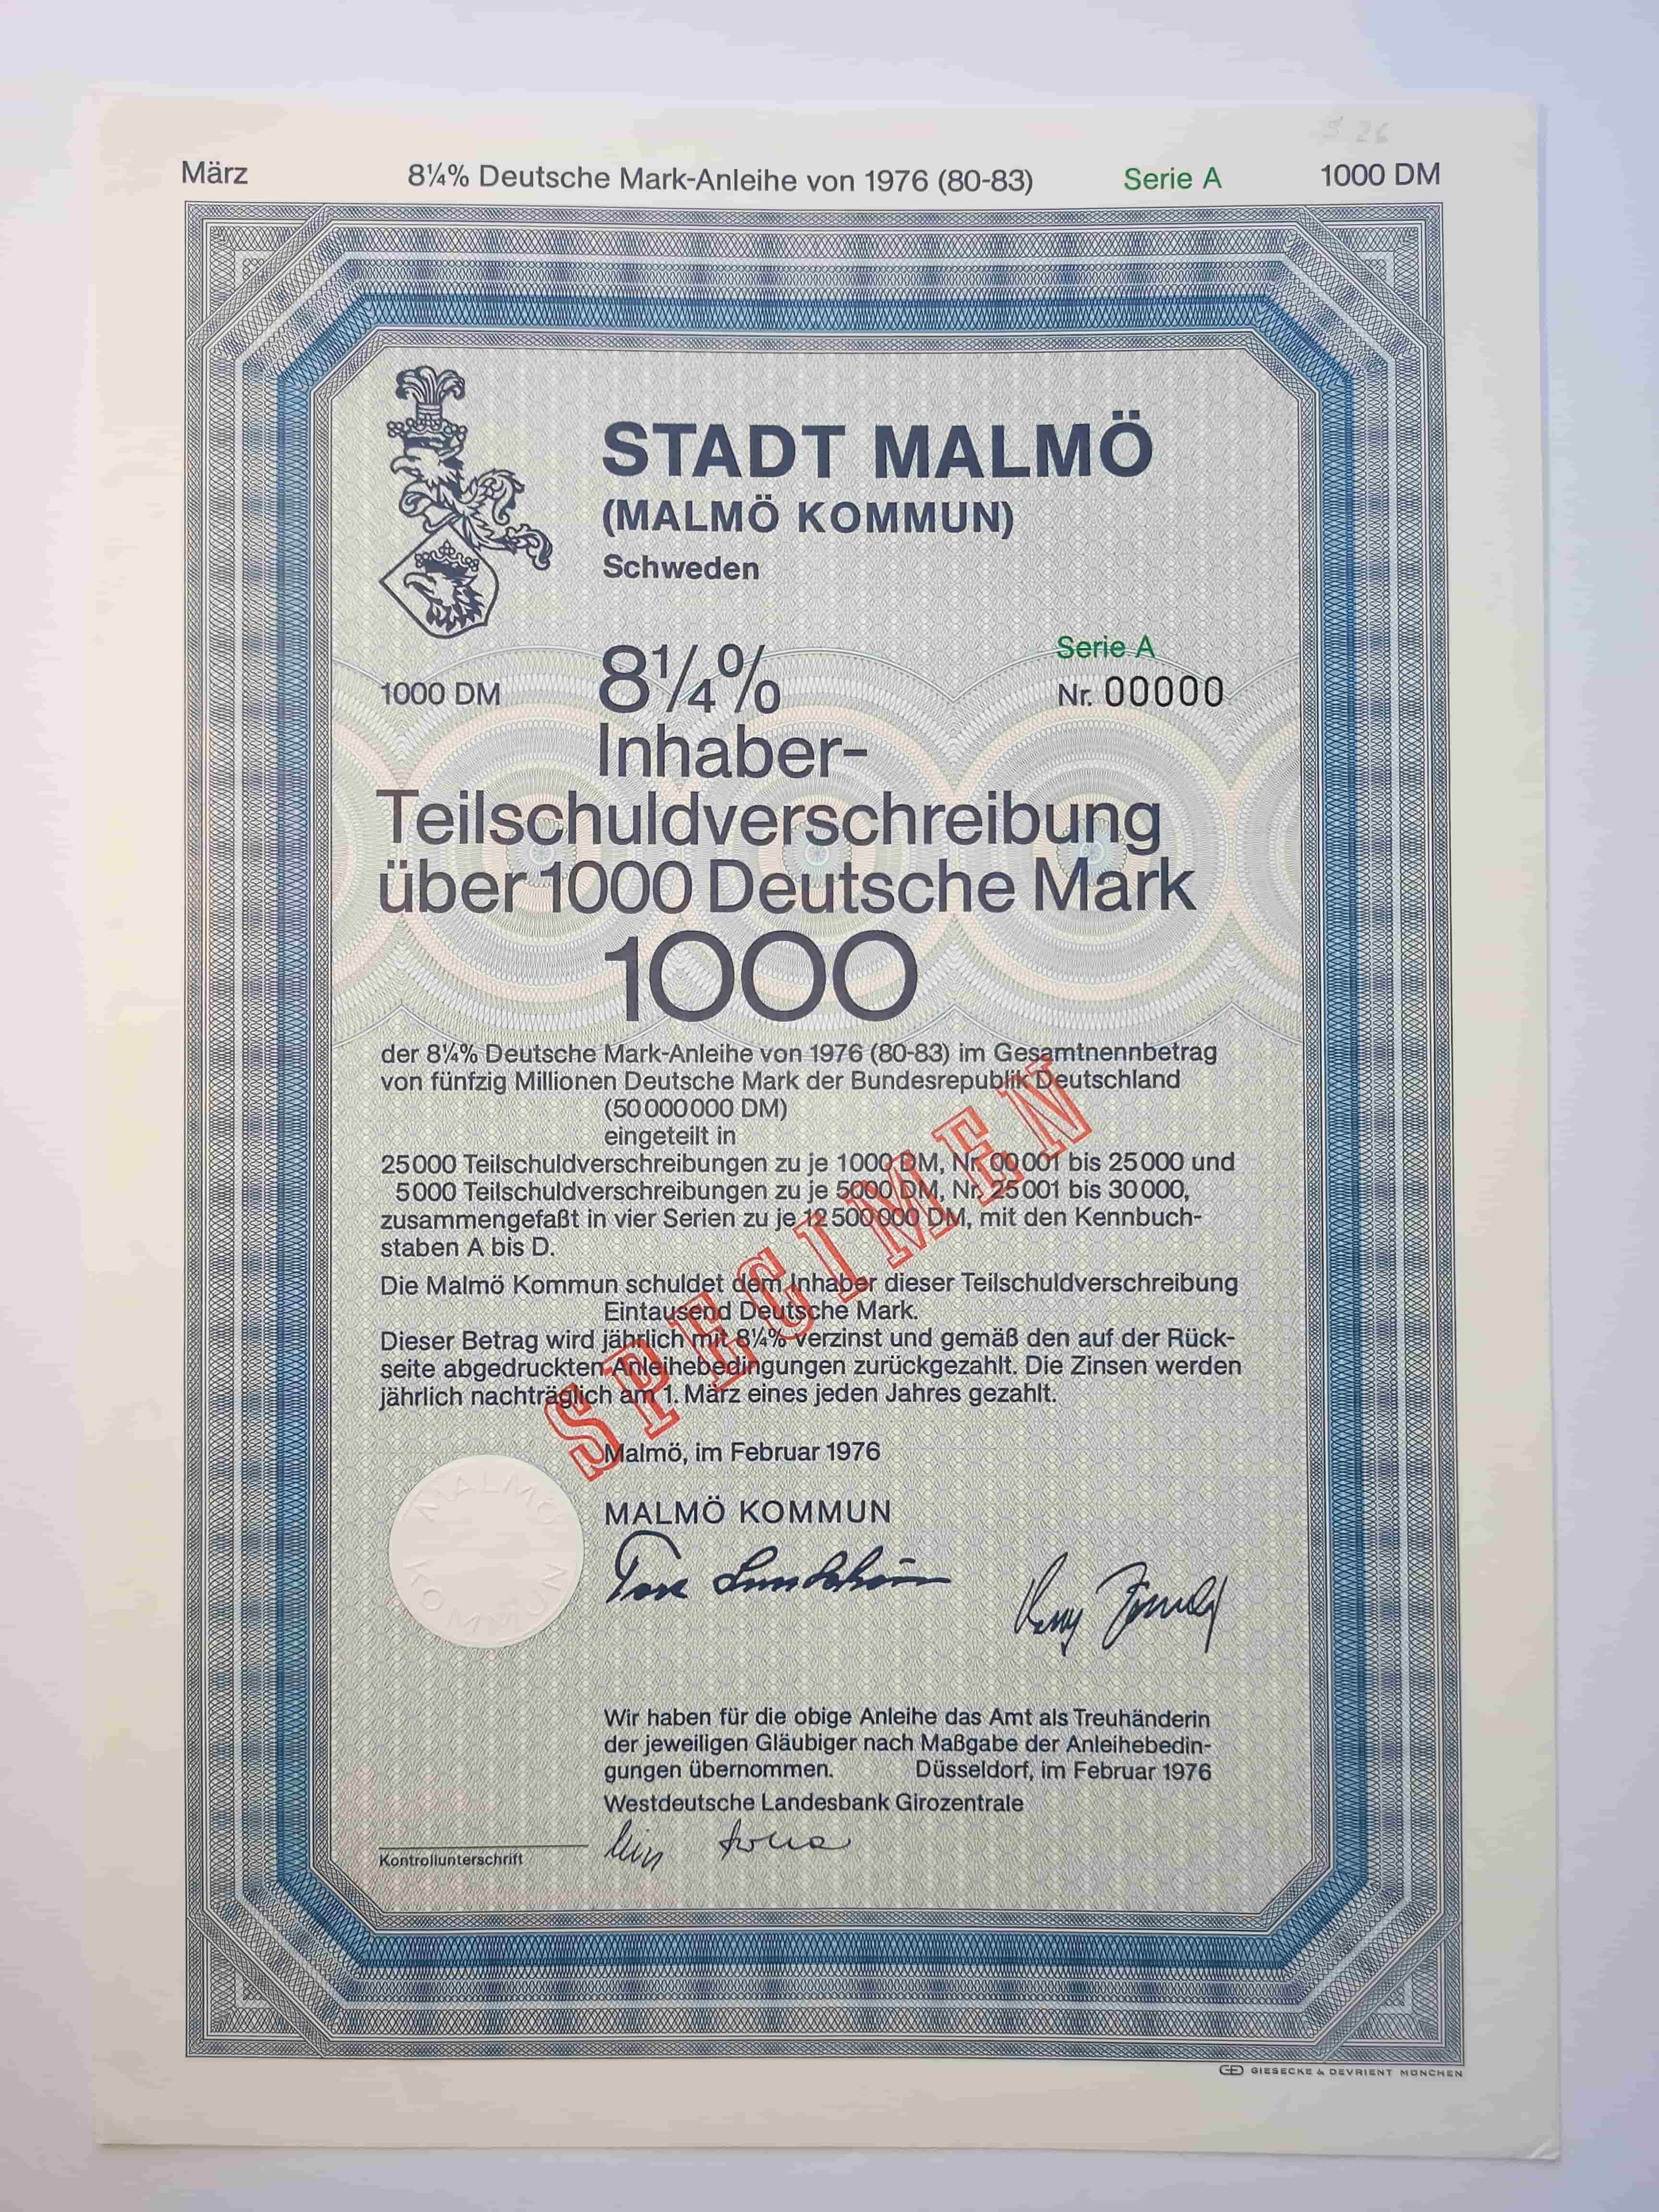 S 26
März 8¼% Deutsche Mark-Anleihe von 1976 (80-83) Serie A 1000 DM
STADT MALMÖ
(MALMÖ KOMMUN)
Schweden
Serie A
1000 DM 8¼% Nr. 00000
Inhaber-
Teilschuldverschreibung
über 1000 Deutsche Mark
1000
der 8¼% Deutsche Mark-Anleihe von 1976 (80-83) im Gesamtnennbetrag
von fünfzig Millionen Deutsche Mark der Bundesrepublik Deutschland
(50 000 000 DM)
eingeteilt in
25 000 Teilschuldverschreibungen zu je 1000 DM, Nr. 00 001 bis 25 000 und
5 000 Teilschuldverschreibungen zu je 5000 DM, Nr. 25 001 bis 30 000,
zusammengefaßt in vier Serien zu je 12 500 000 DM, mit den Kennbuch-
staben A bis D.
Die Malmö Kommun schuldet dem Inhaber dieser Teilschuldverschreibung
Eintausend Deutsche Mark.
Dieser Betrag wird jährlich mit 8¼% verzinst und gemäß den auf der Rück-
seite abgedruckten Anleihebedingungen zurückgezahlt. Die Zinsen werden
jährlich nachträglich am 1. März eines jeden Jahres gezahlt.
SPECIMEN
Malmö, im Februar 1976
MALMÖ KOMMUN
MALMÖ KOMMUN
Wir haben für die obige Anleihe das Amt als Treuhänderin
der jeweiligen Gläubiger nach Maßgabe der Anleihebedin-
gungen übernommen. Düsseldorf, im Februar 1976
Westdeutsche Landesbank Girozentrale
Kontrollunterschrift
GD GIESECKE & DEVRIENT MÜNCHEN